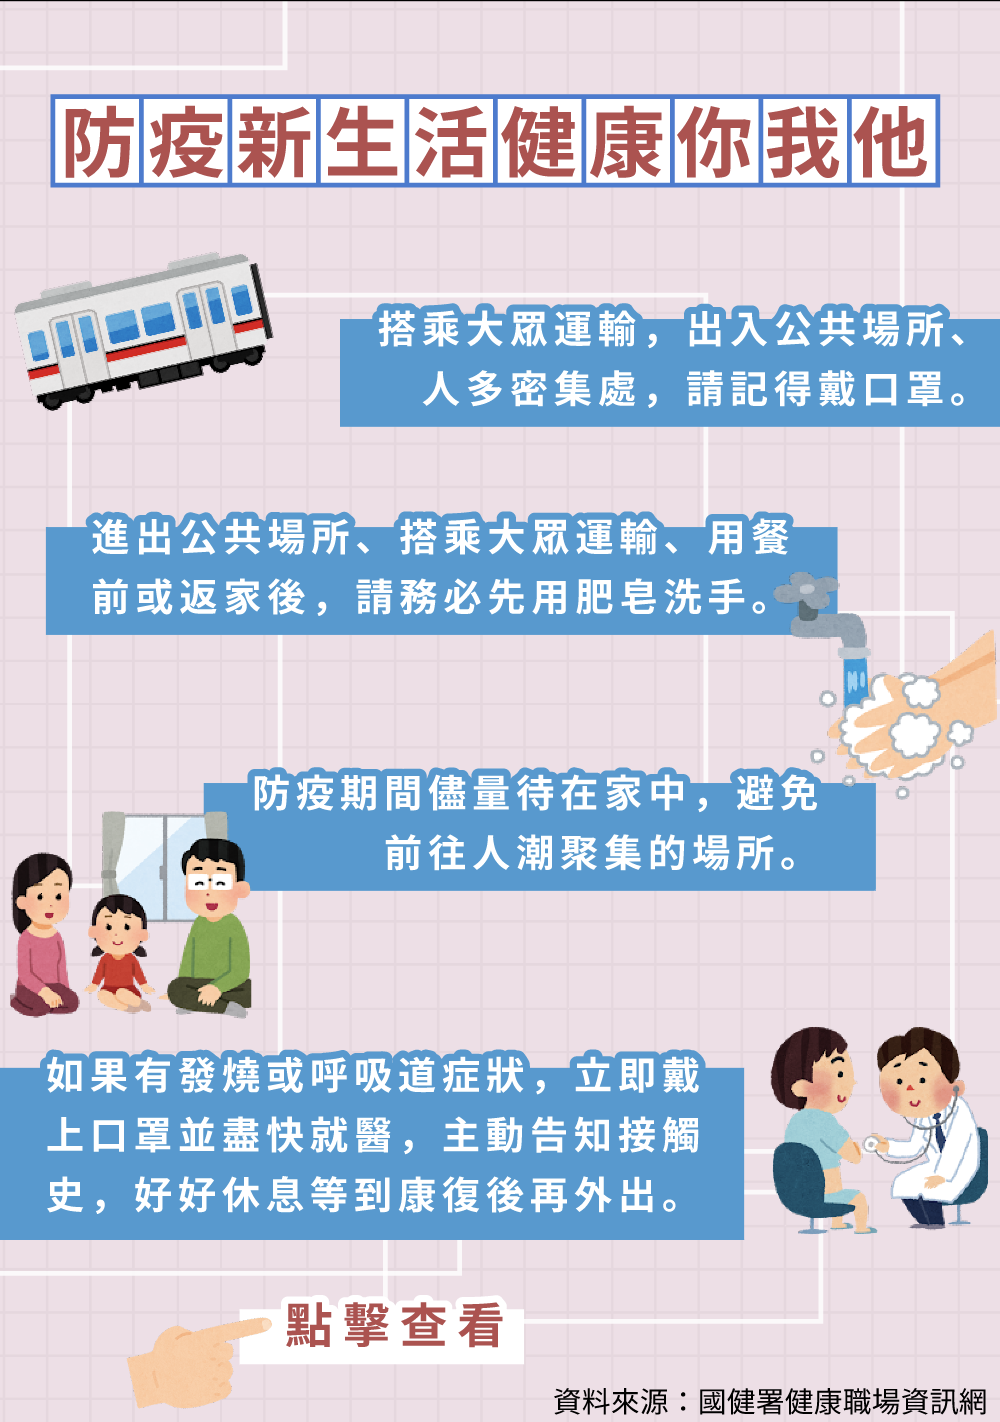 防疫新生活健康你我他
搭乘大眾運輸，出入公共場所、
人多密集處，請記得戴口罩。
進出公共場所、搭乘大眾運輸、用餐
前或返家後，請務必先用肥皂洗手。
防疫期間儘量待在家中，避免
前往人潮聚集的場所。
如果有發燒或呼吸道症狀，立即戴
上口罩並盡快就醫，主動告知接觸
史，好好休息等到康復後再外出。
點擊查看
資料來源：國健署健康職場資訊網